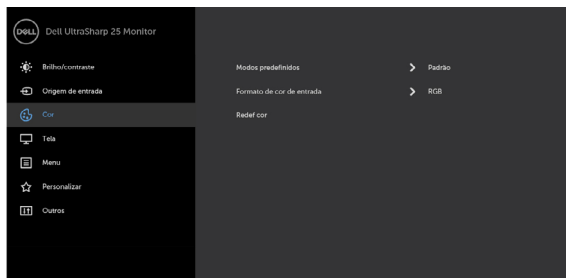 DELL
Dell UltraSharp 25 Monitor
Brilho/contraste
Origem de entrada
Cor
Tela
Menu
Personalizar
Outros
Modos predefinidos
Padrão
Formato de cor de entrada
RGB
Redef cor